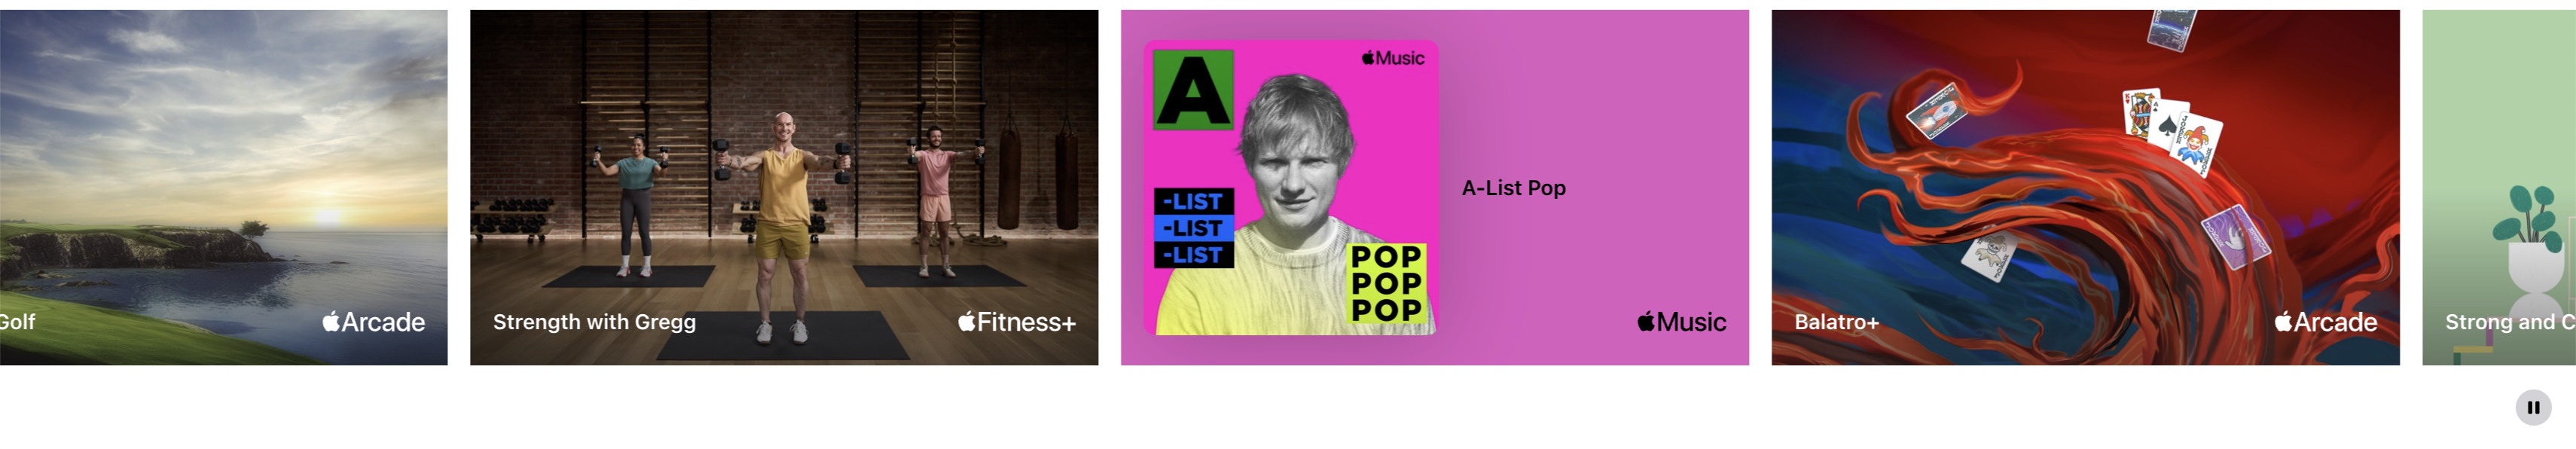 Golf
Arcade
Strength with Gregg
Fitness+
Music
A
-LIST
-LIST
-LIST
POP
POP
POP
A-List Pop
Music
Balatro+
Arcade
Strong and C